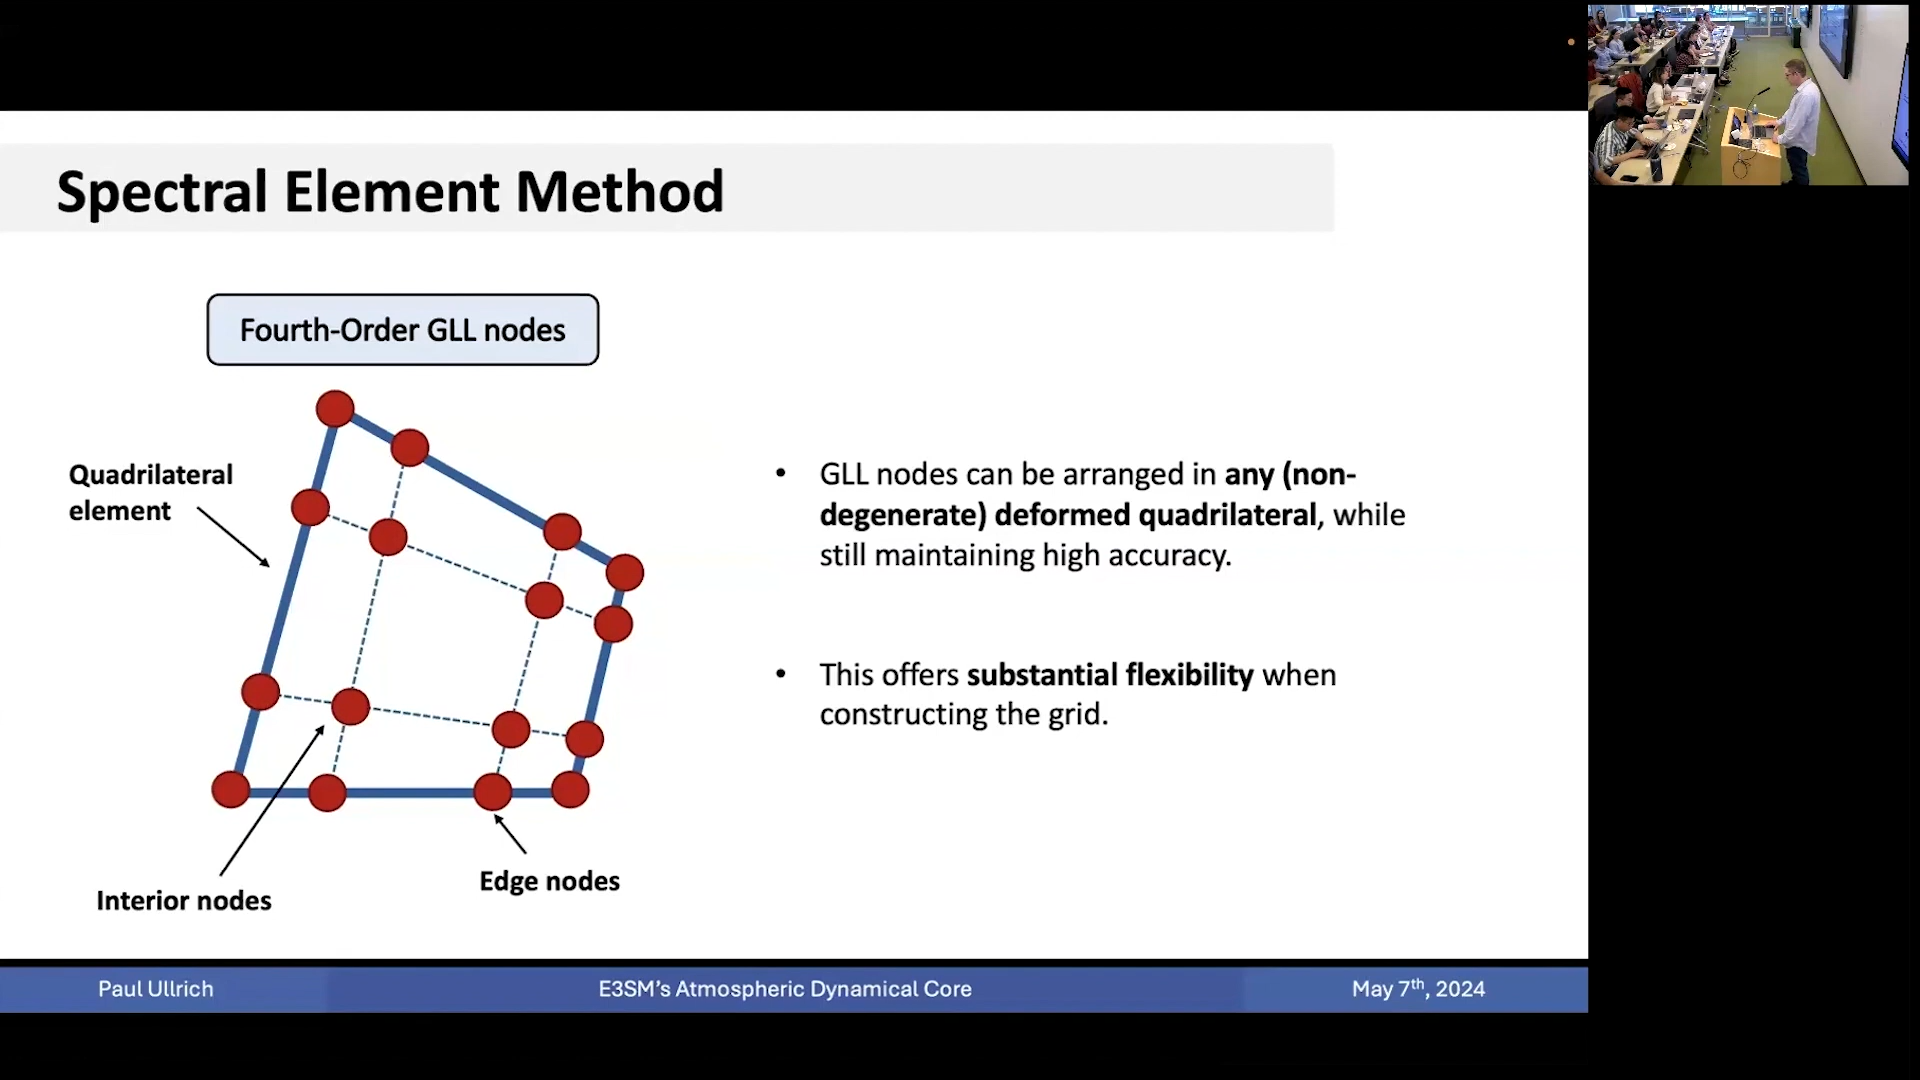 Spectral Element Method
Fourth-Order GLL nodes
Quadrilateral
element
Interior nodes
Edge nodes
• GLL nodes can be arranged in any (non-
degenerate) deformed quadrilateral, while
still maintaining high accuracy.
• This offers substantial flexibility when
constructing the grid.
Paul Ullrich
E3SM’s Atmospheric Dynamical Core
May 7th, 2024